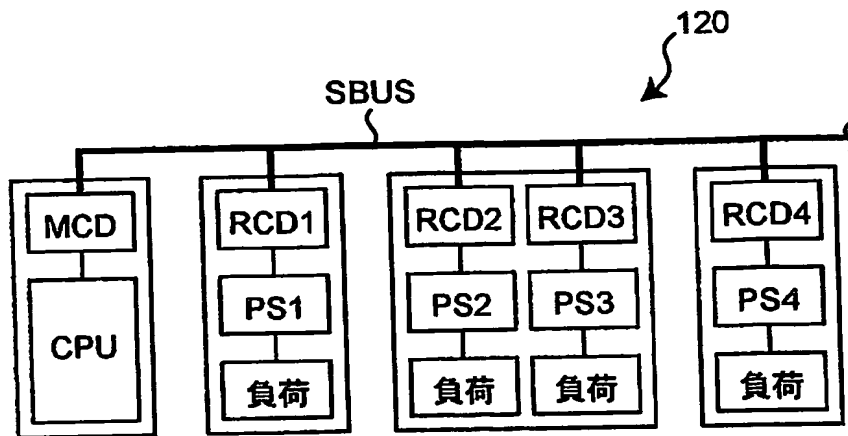 120
SBUS
MCD
RCD1
RCD2
RCD3
RCD4
CPU
PS1
PS2
PS3
PS4
負荷
負荷
負荷
負荷